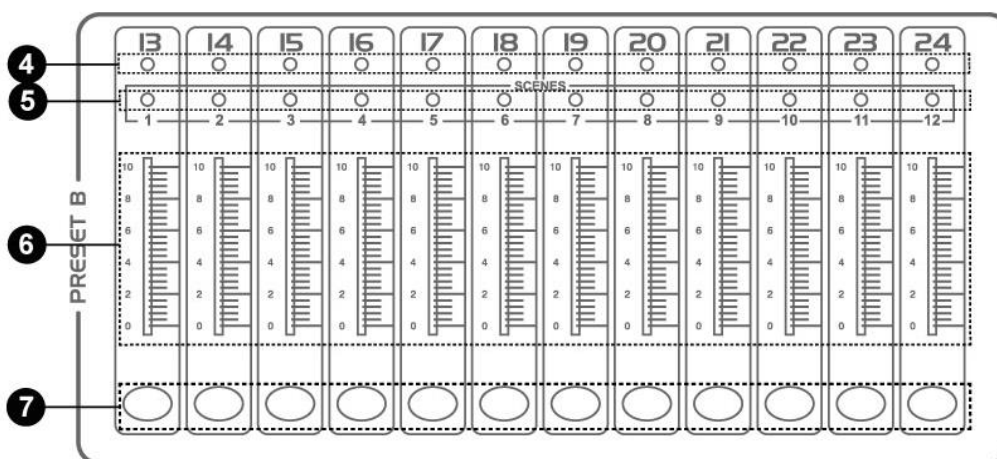 13 14 15 16 17 18 19 20 21 22 23 24
4
SCENES
5
1 2 3 4 5 6 7 8 9 10 11 12
10 10 10 10 10 10 10 10 10 10 10 10
8 8 8 8 8 8 8 8 8 8 8 8
PRESET B
6
6 6 6 6 6 6 6 6 6 6 6 6
4 4 4 4 4 4 4 4 4 4 4 4
2 2 2 2 2 2 2 2 2 2 2 2
0 0 0 0 0 0 0 0 0 0 0 0
7